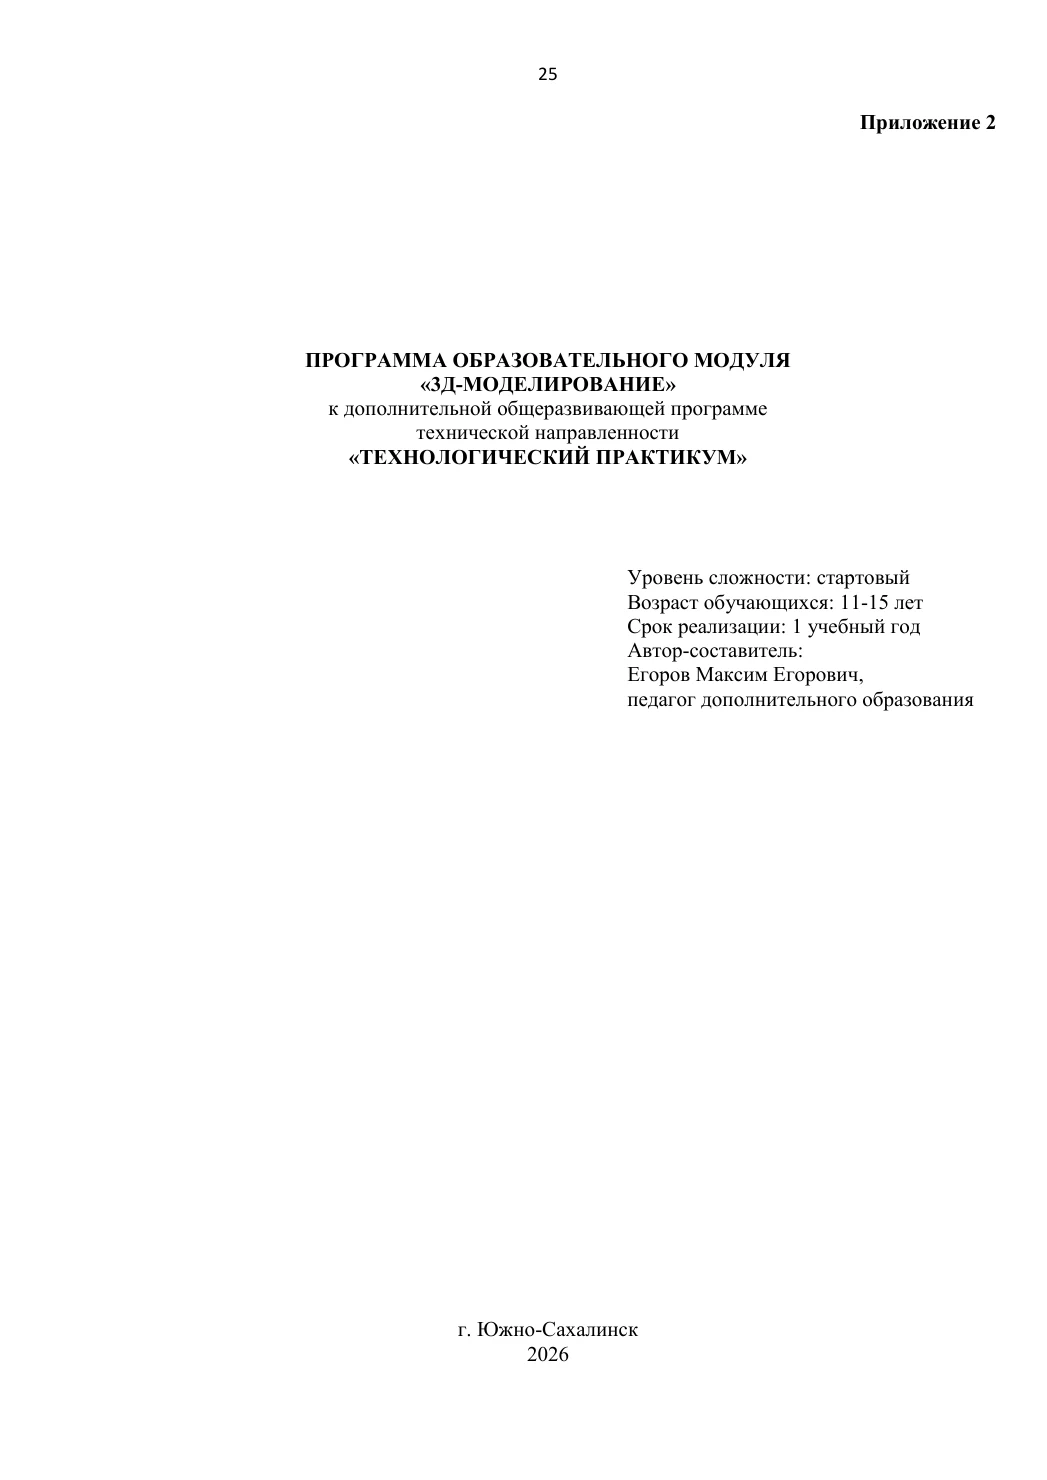 25
Приложение 2
ПРОГРАММА ОБРАЗОВАТЕЛЬНОГО МОДУЛЯ
«3Д-МОДЕЛИРОВАНИЕ»
к дополнительной общеразвивающей программе
технической направленности
«ТЕХНОЛОГИЧЕСКИЙ ПРАКТИКУМ»
Уровень сложности: стартовый
Возраст обучающихся: 11-15 лет
Срок реализации: 1 учебный год
Автор-составитель:
Егоров Максим Егорович,
педагог дополнительного образования
г. Южно-Сахалинск
2026